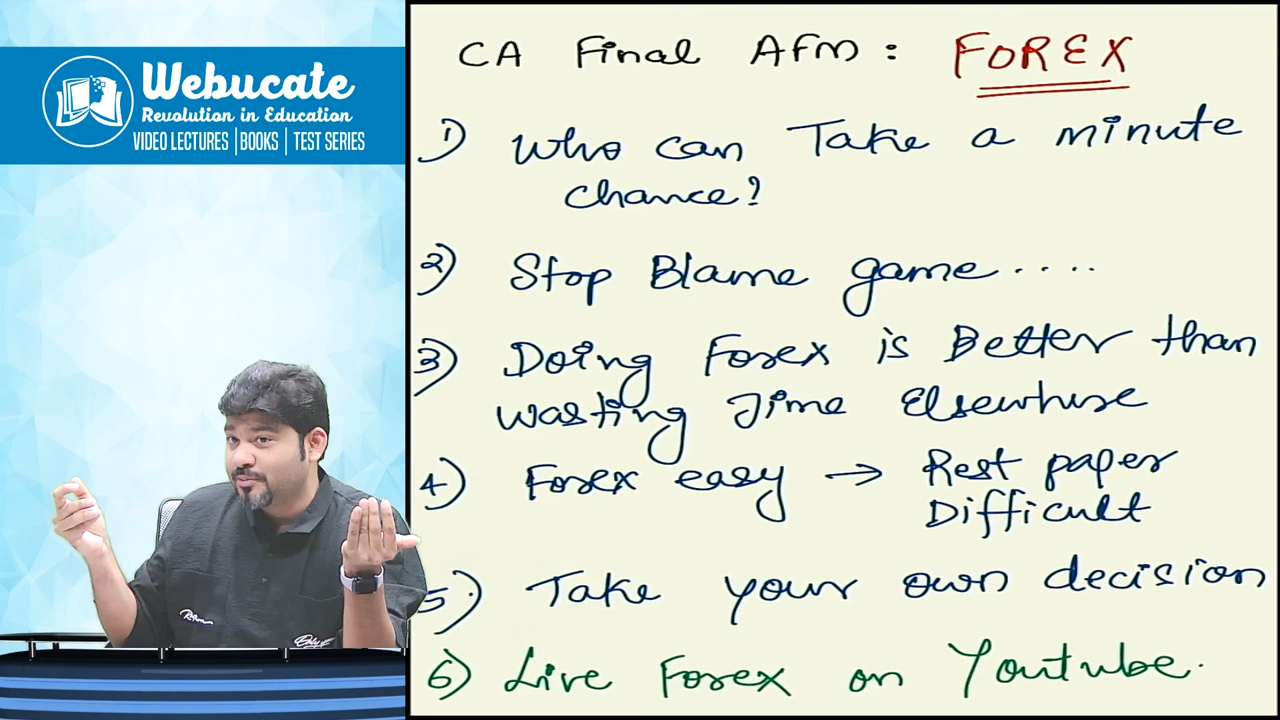 Webucate
Revolution in Education
VIDEO LECTURES | BOOKS | TEST SERIES
CA Final AFM : FOREX
1) Who can Take a minute
chance?
2) Stop Blame game.....
3) Doing Forex is Better than
wasting Time Elsewhere
4) Forex easy → Rest paper
Difficult
5) Take your own decision
6) Live Forex on Youtube.